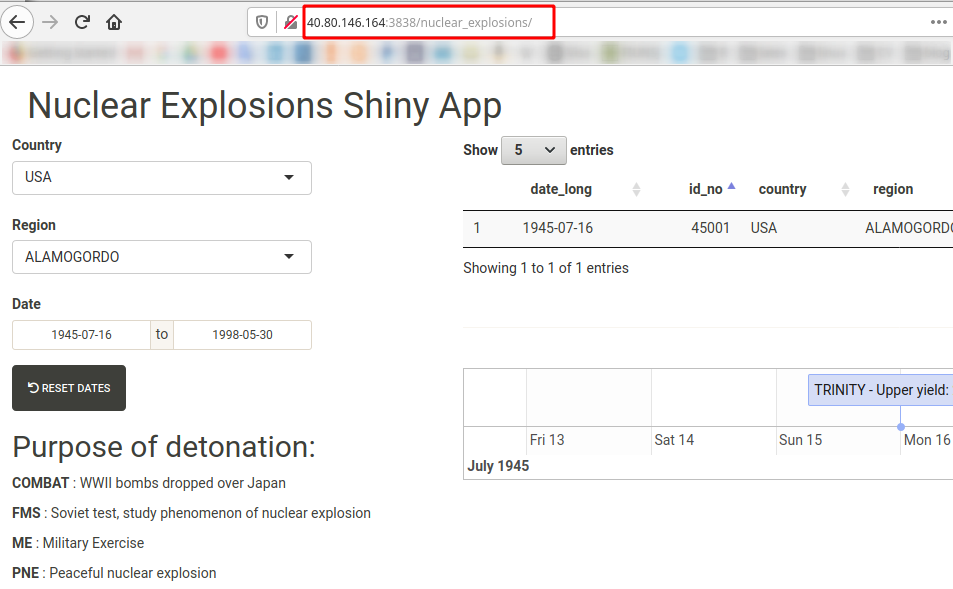 40.80.146.164:3838/nuclear_explosions/
Nuclear Explosions Shiny App
Country
USA
Region
ALAMOGORDO
Date
1945-07-16 to 1998-05-30
RESET DATES
Purpose of detonation:
COMBAT : WWII bombs dropped over Japan
FMS : Soviet test, study phenomenon of nuclear explosion
ME : Military Exercise
PNE : Peaceful nuclear explosion
Show 5 entries
date_long id_no country region
1 1945-07-16 45001 USA ALAMOGORDO
Showing 1 to 1 of 1 entries
TRINITY - Upper yield:
Fri 13 Sat 14 Sun 15 Mon 16
July 1945